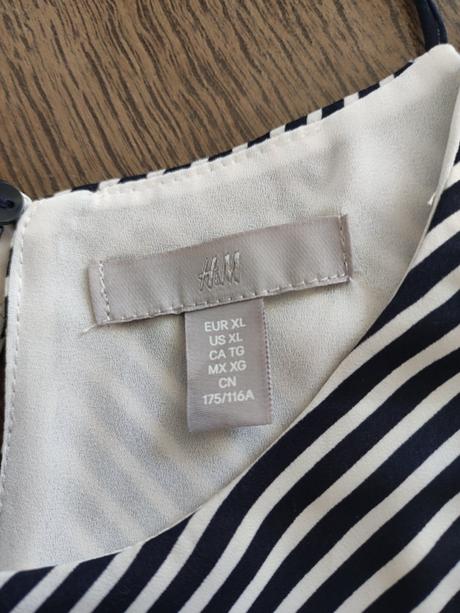 H&M
EUR XL
US XL
CA TG
MX XG
CN
175/116A